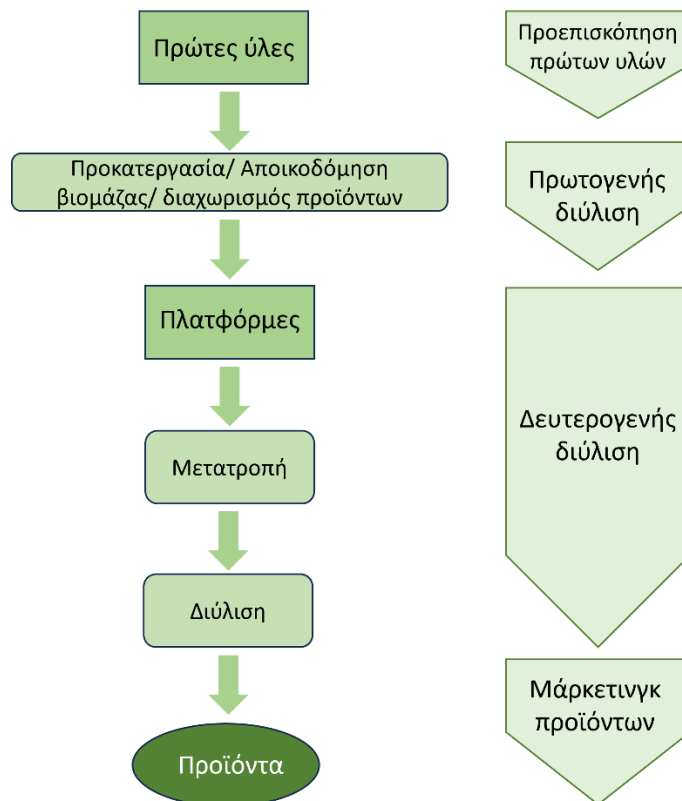 Πρώτες ύλες
Προκατεργασία/ Αποικοδόμηση
βιομάζας/ διαχωρισμός προϊόντων
Πλατφόρμες
Μετατροπή
Διύλιση
Προϊόντα
Προεπισκόπηση
πρώτων υλών
Πρωτογενής
διύλιση
Δευτερογενής
διύλιση
Μάρκετινγκ
προϊόντων